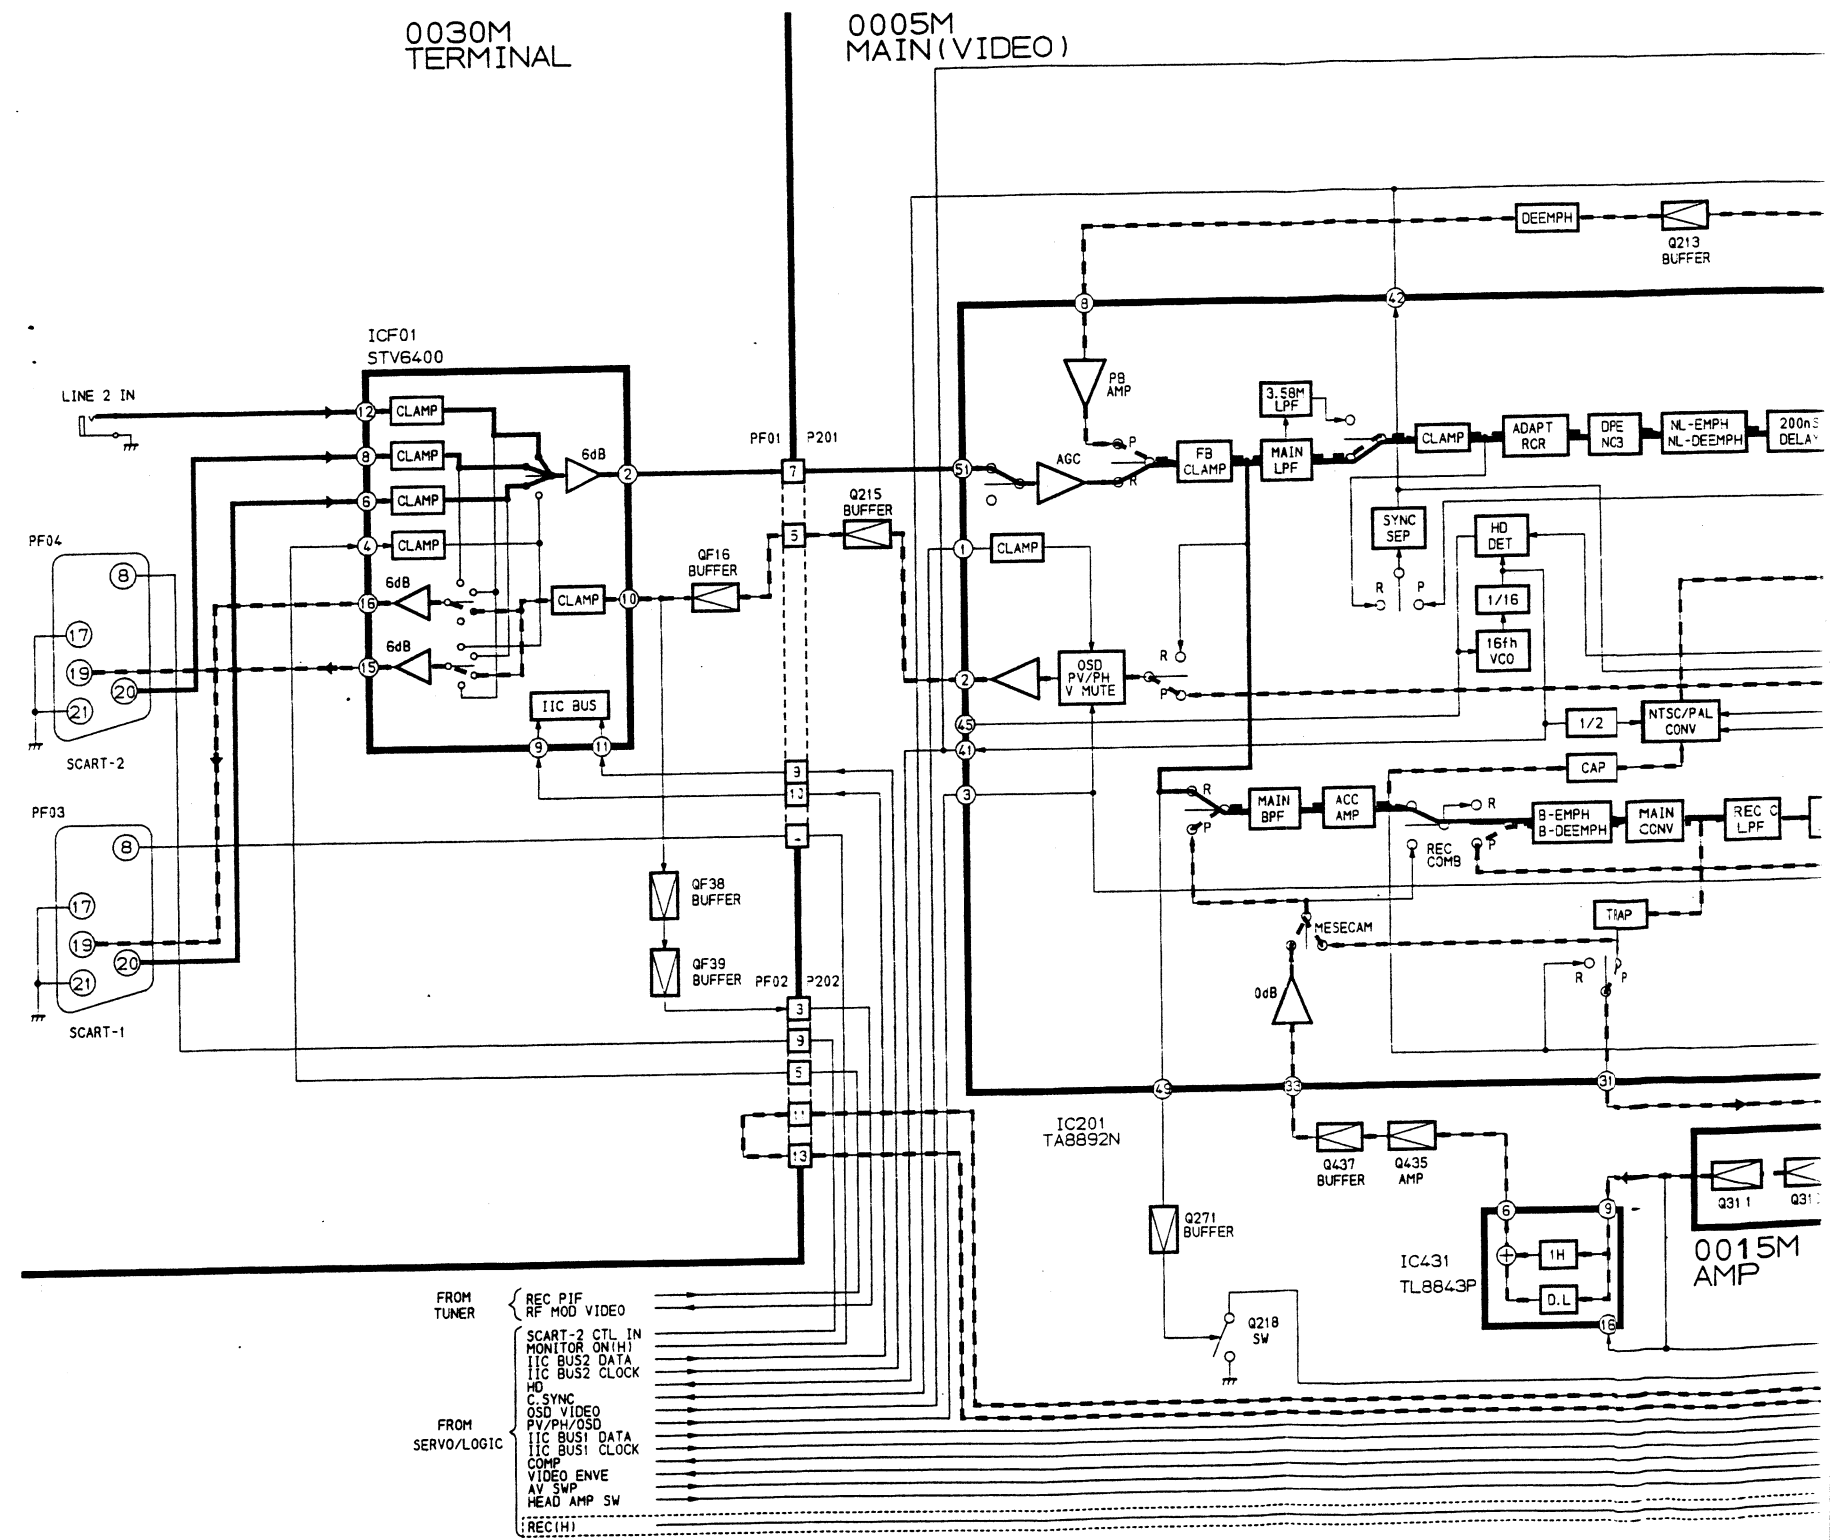 0030M
TERMINAL
0005M
MAIN(VIDEO)
DEEMPH
Q213
BUFFER
8
42
ICF01
STV6400
LINE 2 IN
12
CLAMP
8
CLAMP
6
CLAMP
4
CLAMP
6dB
2
PF01
P201
7
51
AGC
PB
AMP
P
R
FB
CLAMP
3.58M
LPF
MAIN
LPF
CLAMP
ADAPT
RCR
DPE
NC3
NL-EMPH
NL-DEEMPH
200nS
DELAY
Q215
BUFFER
5
QF16
BUFFER
SYNC
SEP
R
P
HD
DET
1/16
16fh
VCO
1
CLAMP
PF04
8
17
19
20
21
SCART-2
6dB
16
6dB
15
CLAMP
10
IIC BUS
9
11
2
OSD
PV/PH
V MUTE
R
P
45
41
3
1/2
NTSC/PAL
CONV
CAP
9
10
4
PF03
8
17
19
20
21
SCART-1
R
P
MAIN
BPF
ACC
AMP
R
P
REC
COMB
B-EMPH
B-DEEMPH
MAIN
CONV
REC C
LPF
QF38
BUFFER
QF39
BUFFER
PF02
P202
3
9
5
11
13
MESECAM
0dB
TRAP
R
P
49
33
31
IC201
TA8892N
Q437
BUFFER
Q435
AMP
Q271
BUFFER
Q218
SW
6
9
1H
D.L
16
IC431
TL8843P
Q311
Q31
0015M
AMP
FROM
TUNER
REC PIF
RF MOD VIDEO
FROM
SERVO/LOGIC
SCART-2 CTL IN
MONITOR ON(H)
IIC BUS2 DATA
IIC BUS2 CLOCK
HD
C.SYNC
OSD VIDEO
PV/PH/OSD
IIC BUS1 DATA
IIC BUS1 CLOCK
COMP
VIDEO ENVE
AV SWP
HEAD AMP SW
REC(H)